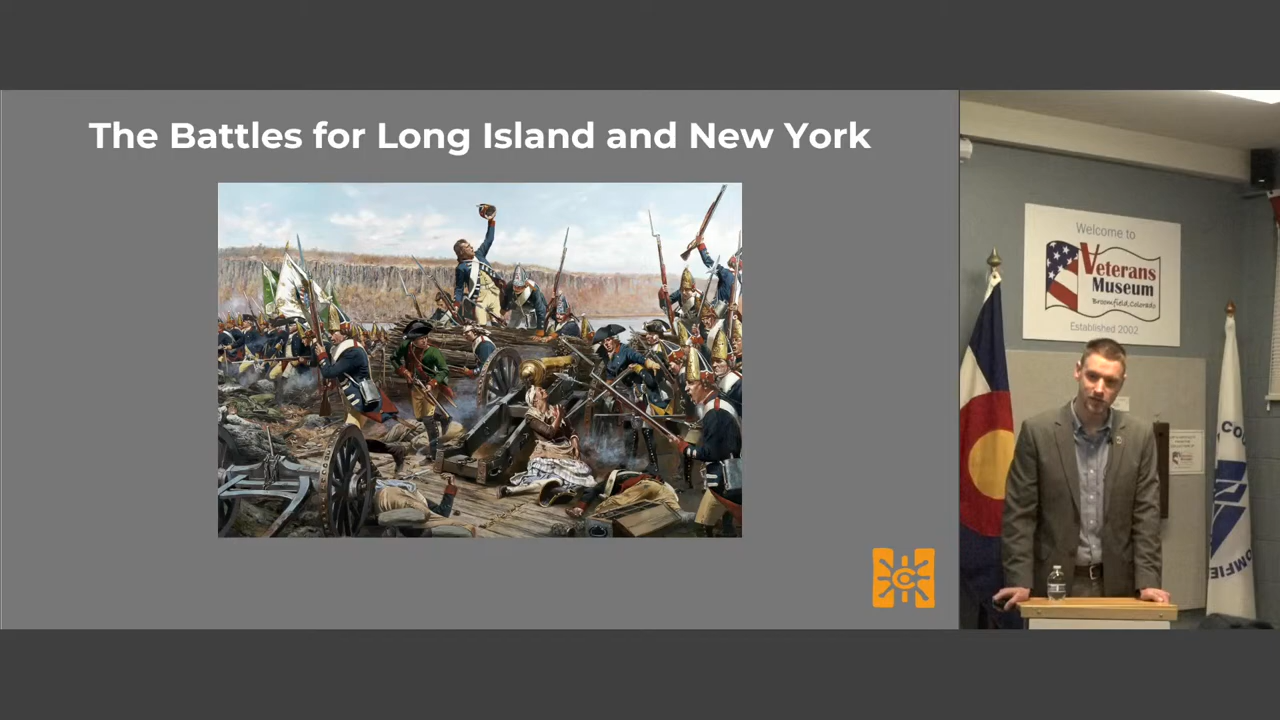 The Battles for Long Island and New York
Welcome to
Veterans
Museum
Broomfield, Colorado
Established 2002